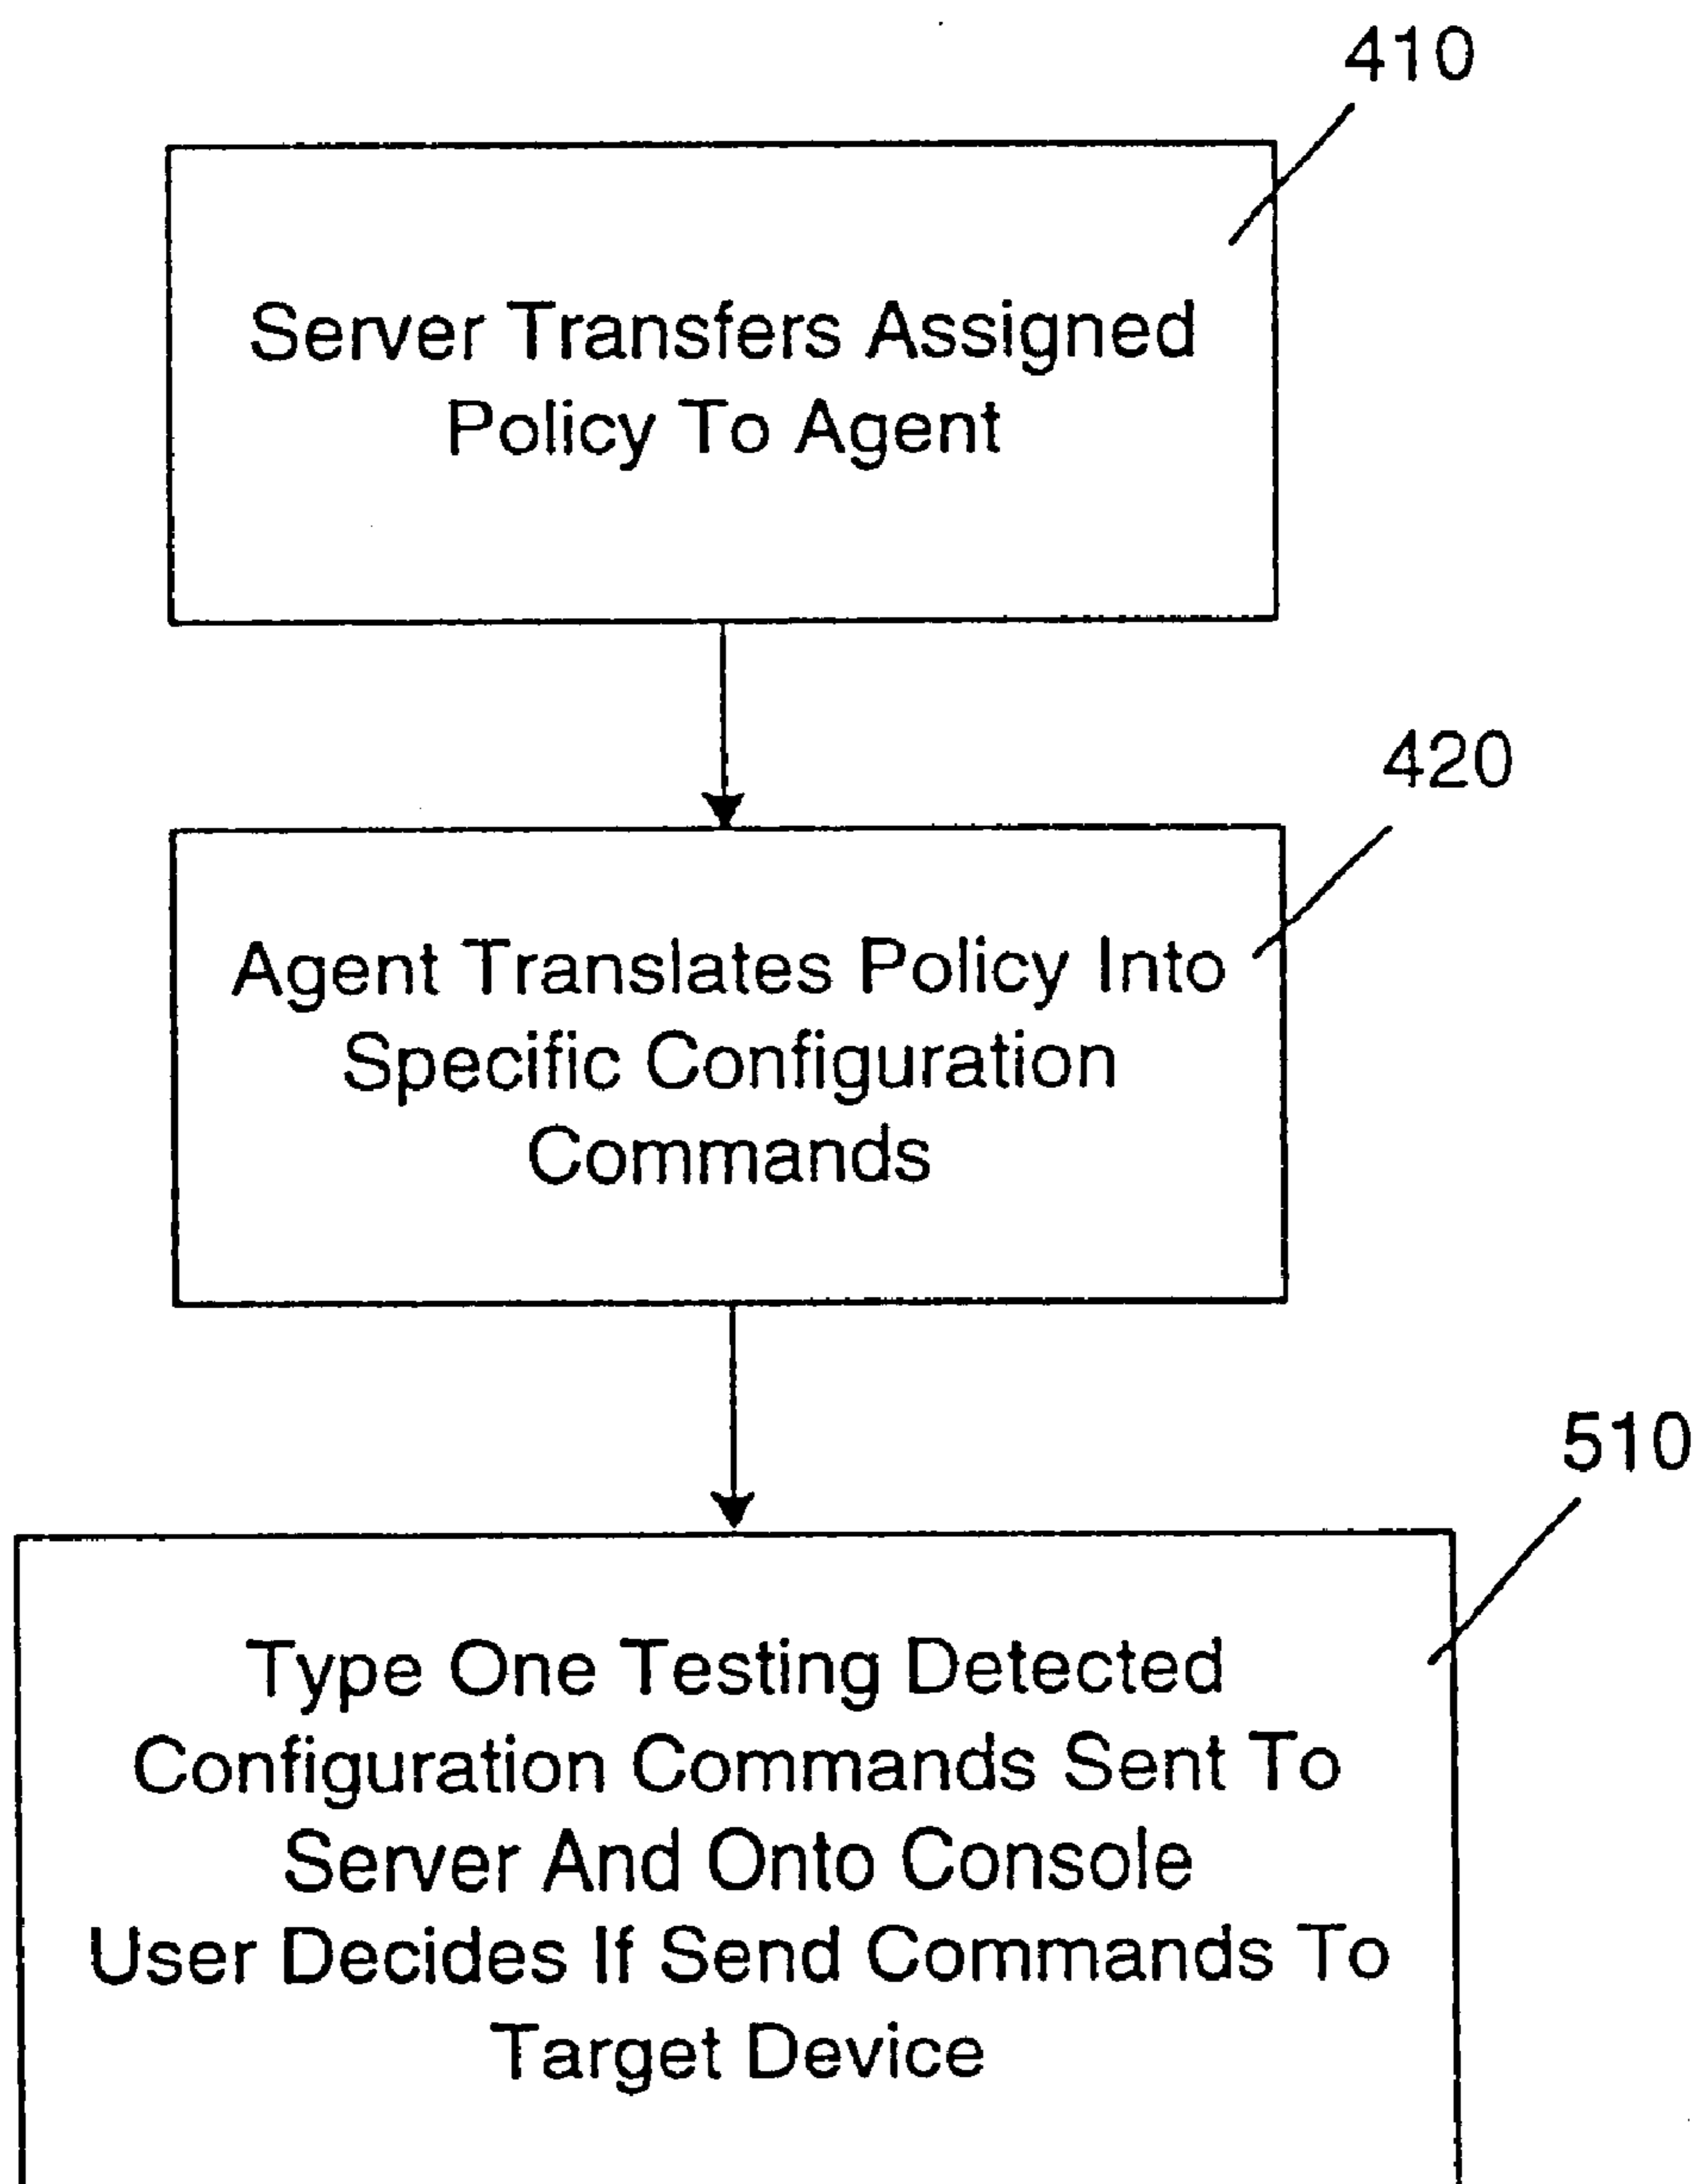 410
Server Transfers Assigned
Policy To Agent
420
Agent Translates Policy Into
Specific Configuration
Commands
510
Type One Testing Detected
Configuration Commands Sent To
Server And Onto Console
User Decides If Send Commands To
Target Device